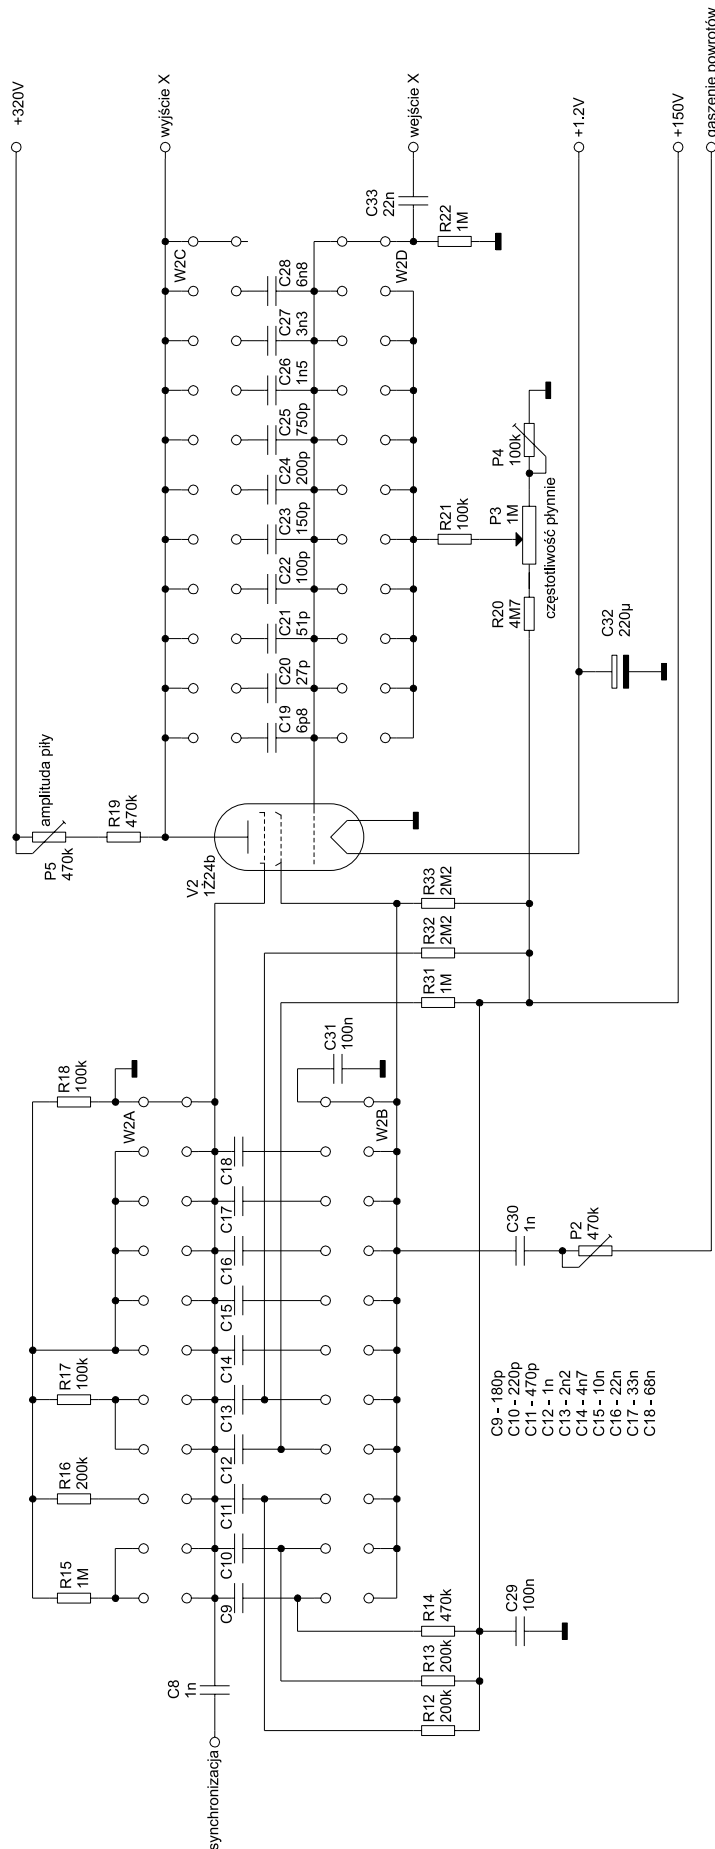 +320V
wyjście X
wejście X
+1.2V
+150V
gaszenie powrotów
P5
470k
amplituda piły
R19
470k
V2
1Ż24b
W2C
C19
6p8
C20
27p
C21
51p
C22
100p
C23
150p
C24
200p
C25
750p
C26
1n5
C27
3n3
C28
6n8
W2D
C33
22n
R22
1M
R21
100k
P3
1M
P4
100k
częstotliwość płynnie
R20
4M7
C32
220µ
R33
2M2
R32
2M2
R31
1M
R15
1M
R16
200k
R17
100k
R18
100k
W2A
C8
1n
synchronizacja
C9
C10
C11
C12
C13
C14
C15
C16
C17
C18
C31
100n
W2B
R12
200k
R13
200k
R14
470k
C29
100n
C30
1n
P2
470k
C9 - 180p
C10 - 220p
C11 - 470p
C12 - 1n
C13 - 2n2
C14 - 4n7
C15 - 10n
C16 - 22n
C17 - 33n
C18 - 68n